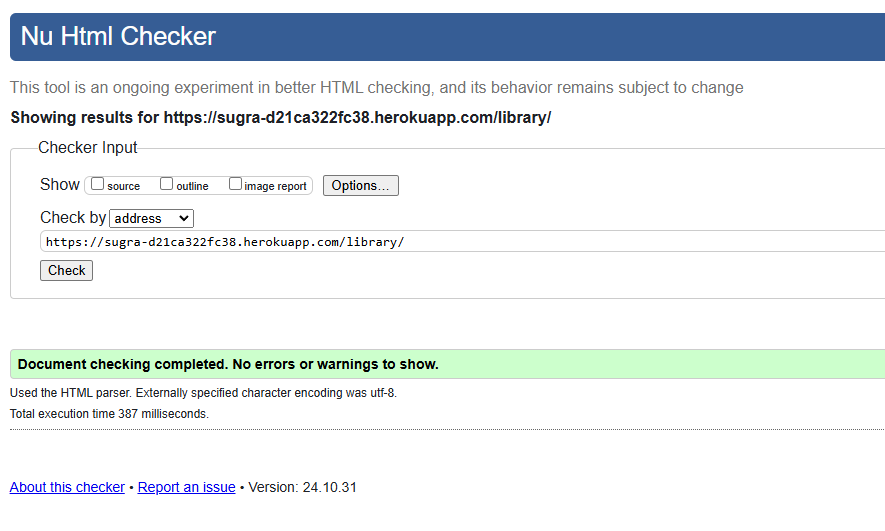 Nu Html Checker
This tool is an ongoing experiment in better HTML checking, and its behavior remains subject to change
Showing results for https://sugra-d21ca322fc38.herokuapp.com/library/
Checker Input
Show source outline image report Options...
Check by address
https://sugra-d21ca322fc38.herokuapp.com/library/
Check
Document checking completed. No errors or warnings to show.
Used the HTML parser. Externally specified character encoding was utf-8.
Total execution time 387 milliseconds.
About this checker • Report an issue • Version: 24.10.31